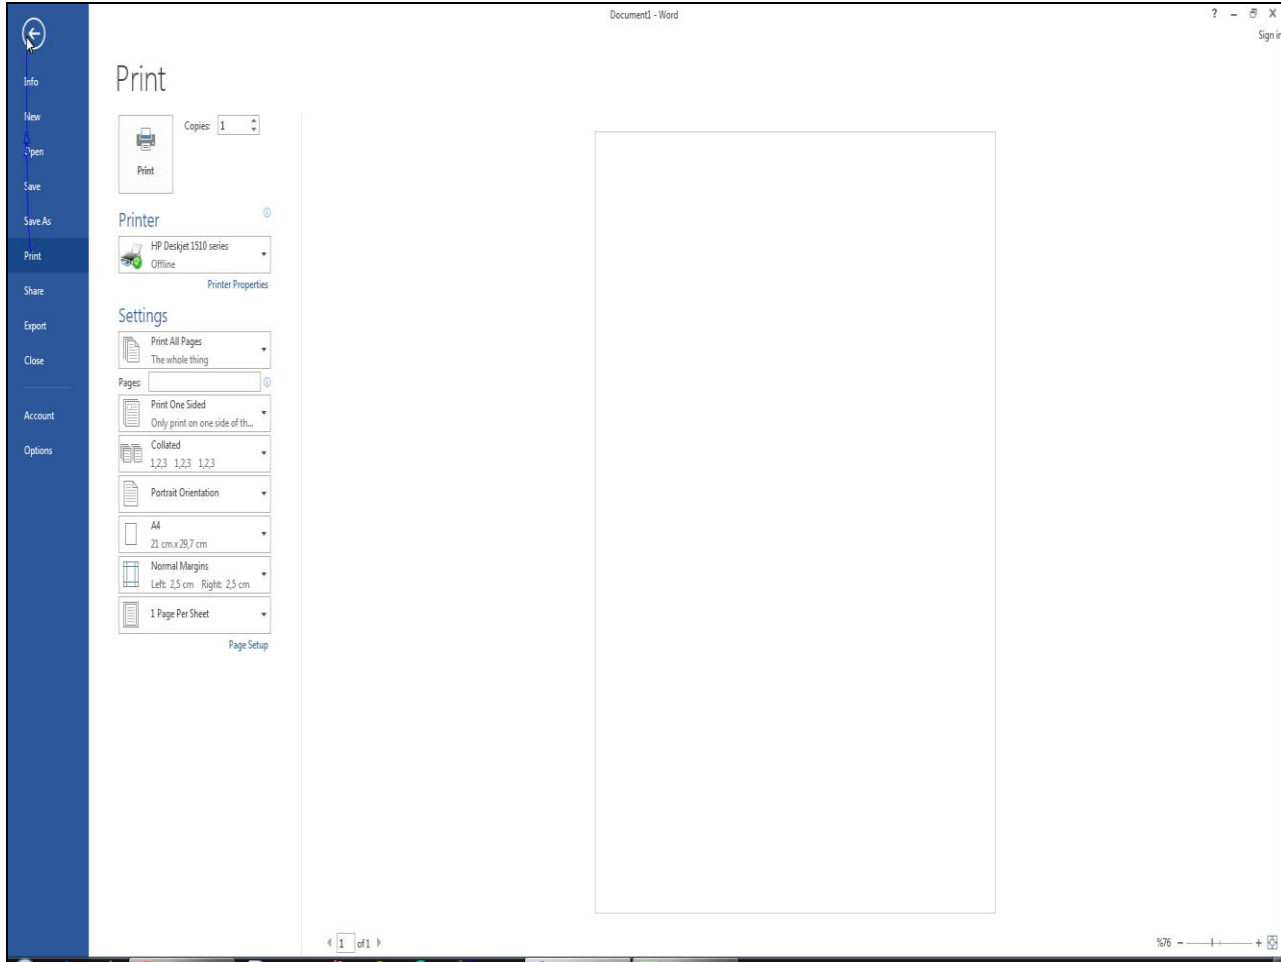 Document1 - Word
?
Sign in
Info
New
Open
Save
Save As
Print
Share
Export
Close
Account
Options
Print
Copies: 1
Print
Printer
HP Deskjet 1510 series
Offline
Printer Properties
Settings
Print All Pages
The whole thing
Pages:
Print One Sided
Only print on one side of th...
Collated
1,2,3 1,2,3 1,2,3
Portrait Orientation
A4
21 cm x 29,7 cm
Normal Margins
Left: 2,5 cm Right: 2,5 cm
1 Page Per Sheet
Page Setup
1 of 1
%76